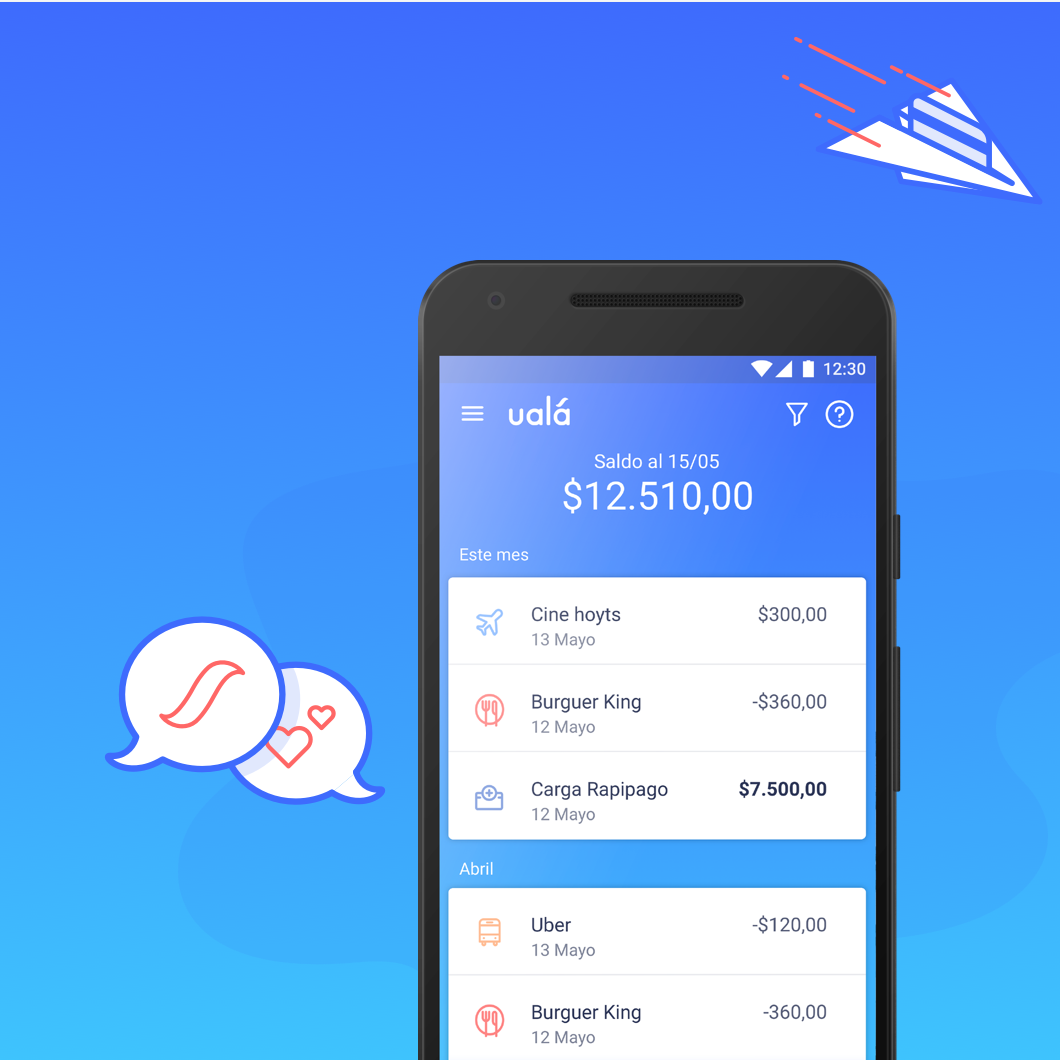 12:30
ualá
?
Saldo al 15/05
$12.510,00
Este mes
Cine hoyts $300,00
13 Mayo
Burguer King -$360,00
12 Mayo
Carga Rapipago $7.500,00
12 Mayo
Abril
Uber -$120,00
13 Mayo
Burguer King -360,00
12 Mayo